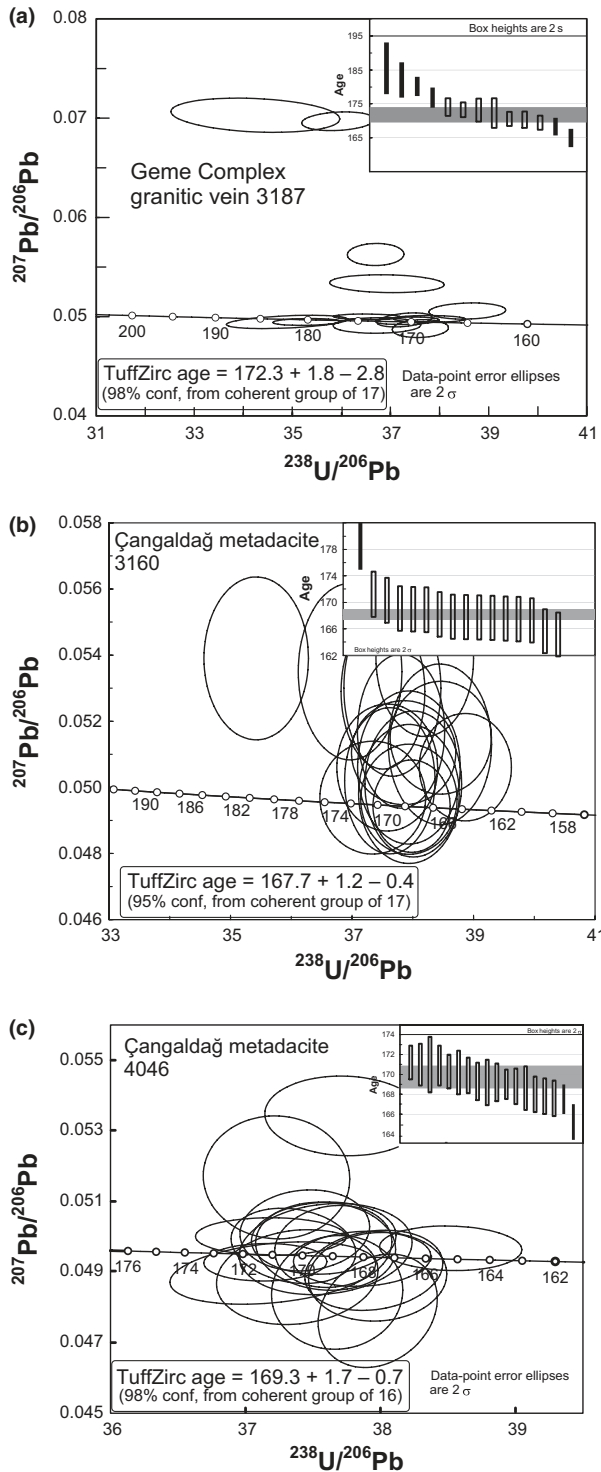 (a)
0.08
0.07
0.06
0.05
0.04
207Pb/206Pb
Box heights are 2 s
195
185
175
165
Age
Geme Complex
granitic vein 3187
200
190
180
170
160
TuffZirc age = 172.3 + 1.8 – 2.8
(98% conf, from coherent group of 17)
Data-point error ellipses
are 2 σ
31
33
35
37
39
41
238U/206Pb
(b)
0.058
0.056
0.054
0.052
0.050
0.048
0.046
207Pb/206Pb
Çangaldağ metadacite
3160
178
174
170
166
162
Age
Box heights are 2 σ
190
186
182
178
174
170
162
158
TuffZirc age = 167.7 + 1.2 – 0.4
(95% conf, from coherent group of 17)
33
35
37
39
41
238U/206Pb
(c)
0.055
0.053
0.051
0.049
0.047
0.045
207Pb/206Pb
Çangaldağ metadacite
4046
Box heights are 2 σ
174
172
170
168
166
164
Age
176
174
172
170
168
166
164
162
TuffZirc age = 169.3 + 1.7 – 0.7
(98% conf, from coherent group of 16)
Data-point error ellipses
are 2 σ
36
37
38
39
238U/206Pb